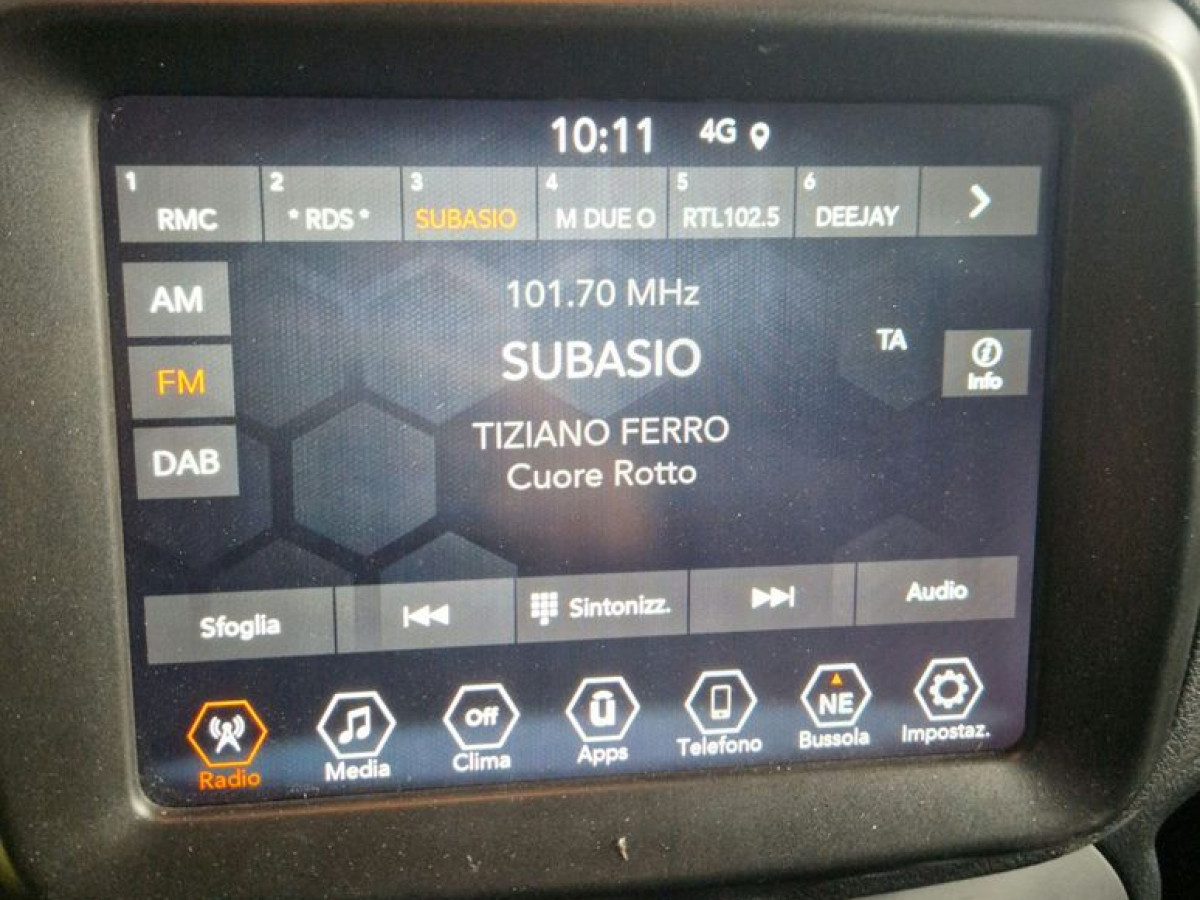 10:11 4G
1 2 3 4 5 6
RMC * RDS * SUBASIO M DUE O RTL102.5 DEEJAY
AM
101.70 MHz
FM
SUBASIO
TA
Info
DAB
TIZIANO FERRO
Cuore Rotto
Sfoglia Sintonizz. Audio
Off û NE
Radio Media Clima Apps Telefono Bussola Impostaz.